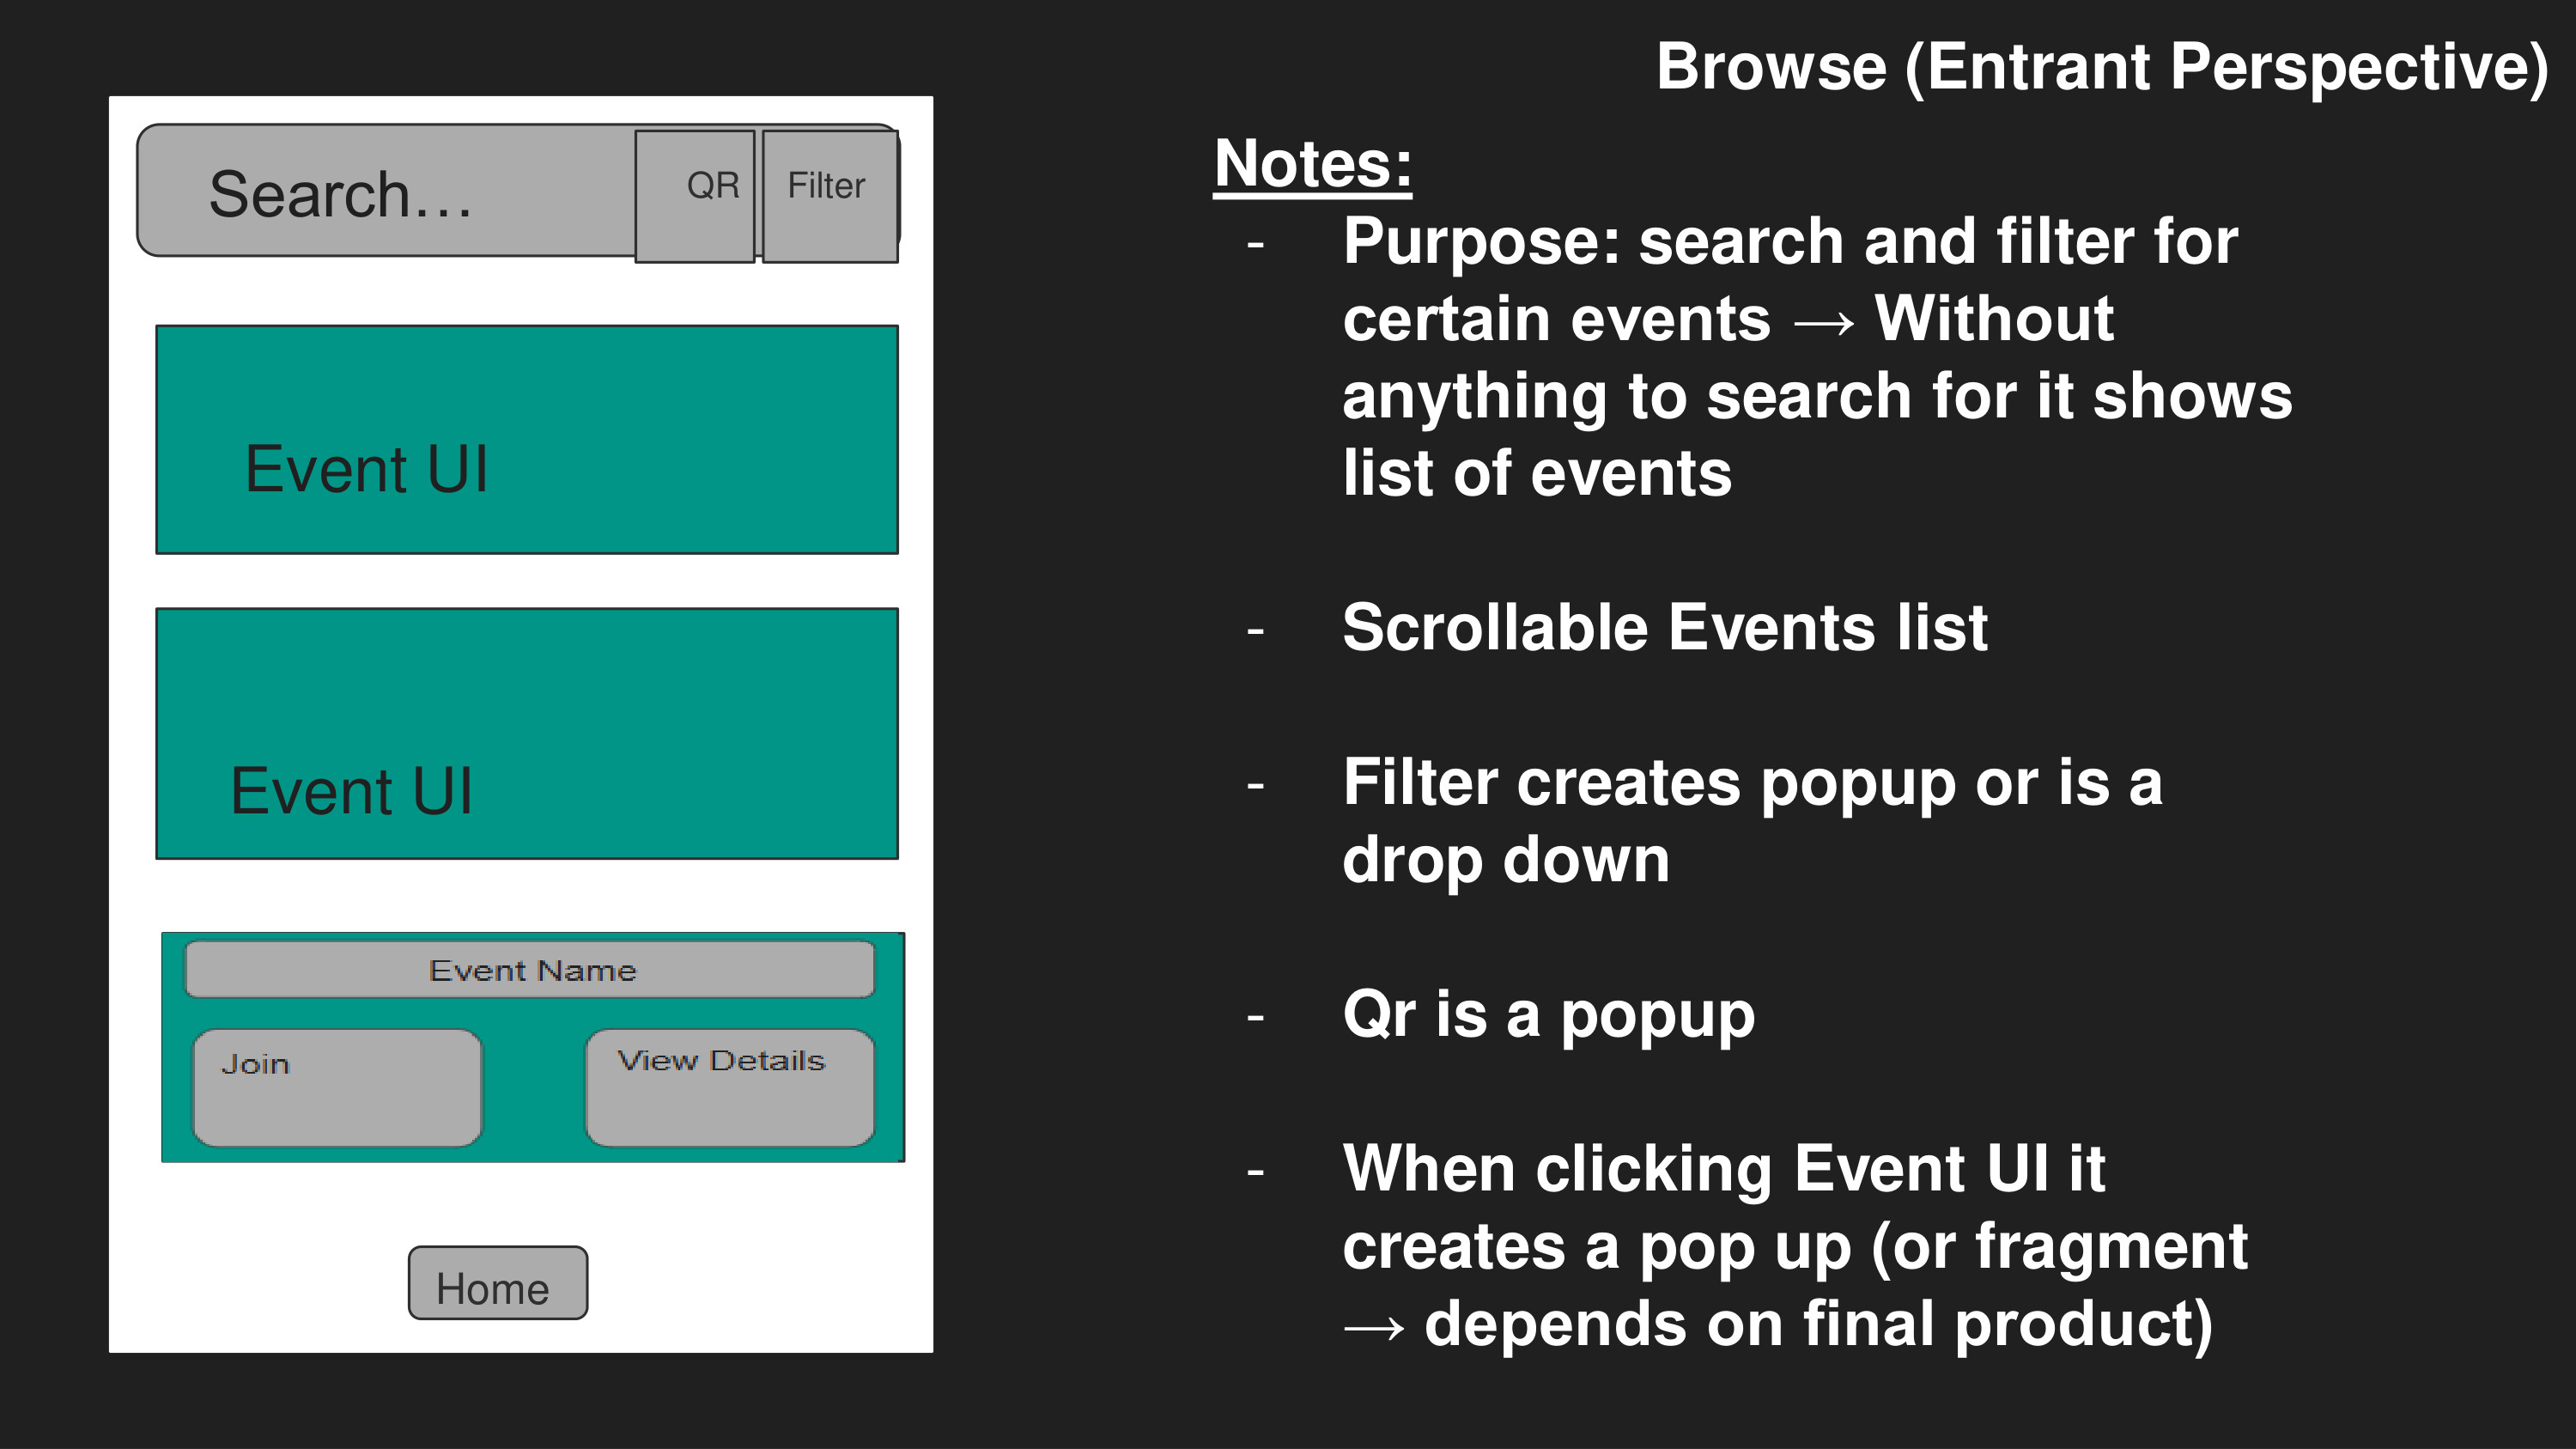 Browse (Entrant Perspective)
Search…
QR
Filter
Event UI
Event UI
Event Name
Join
View Details
Home
Notes:
- Purpose: search and filter for
certain events → Without
anything to search for it shows
list of events
- Scrollable Events list
- Filter creates popup or is a
drop down
- Qr is a popup
- When clicking Event UI it
creates a pop up (or fragment
→ depends on final product)